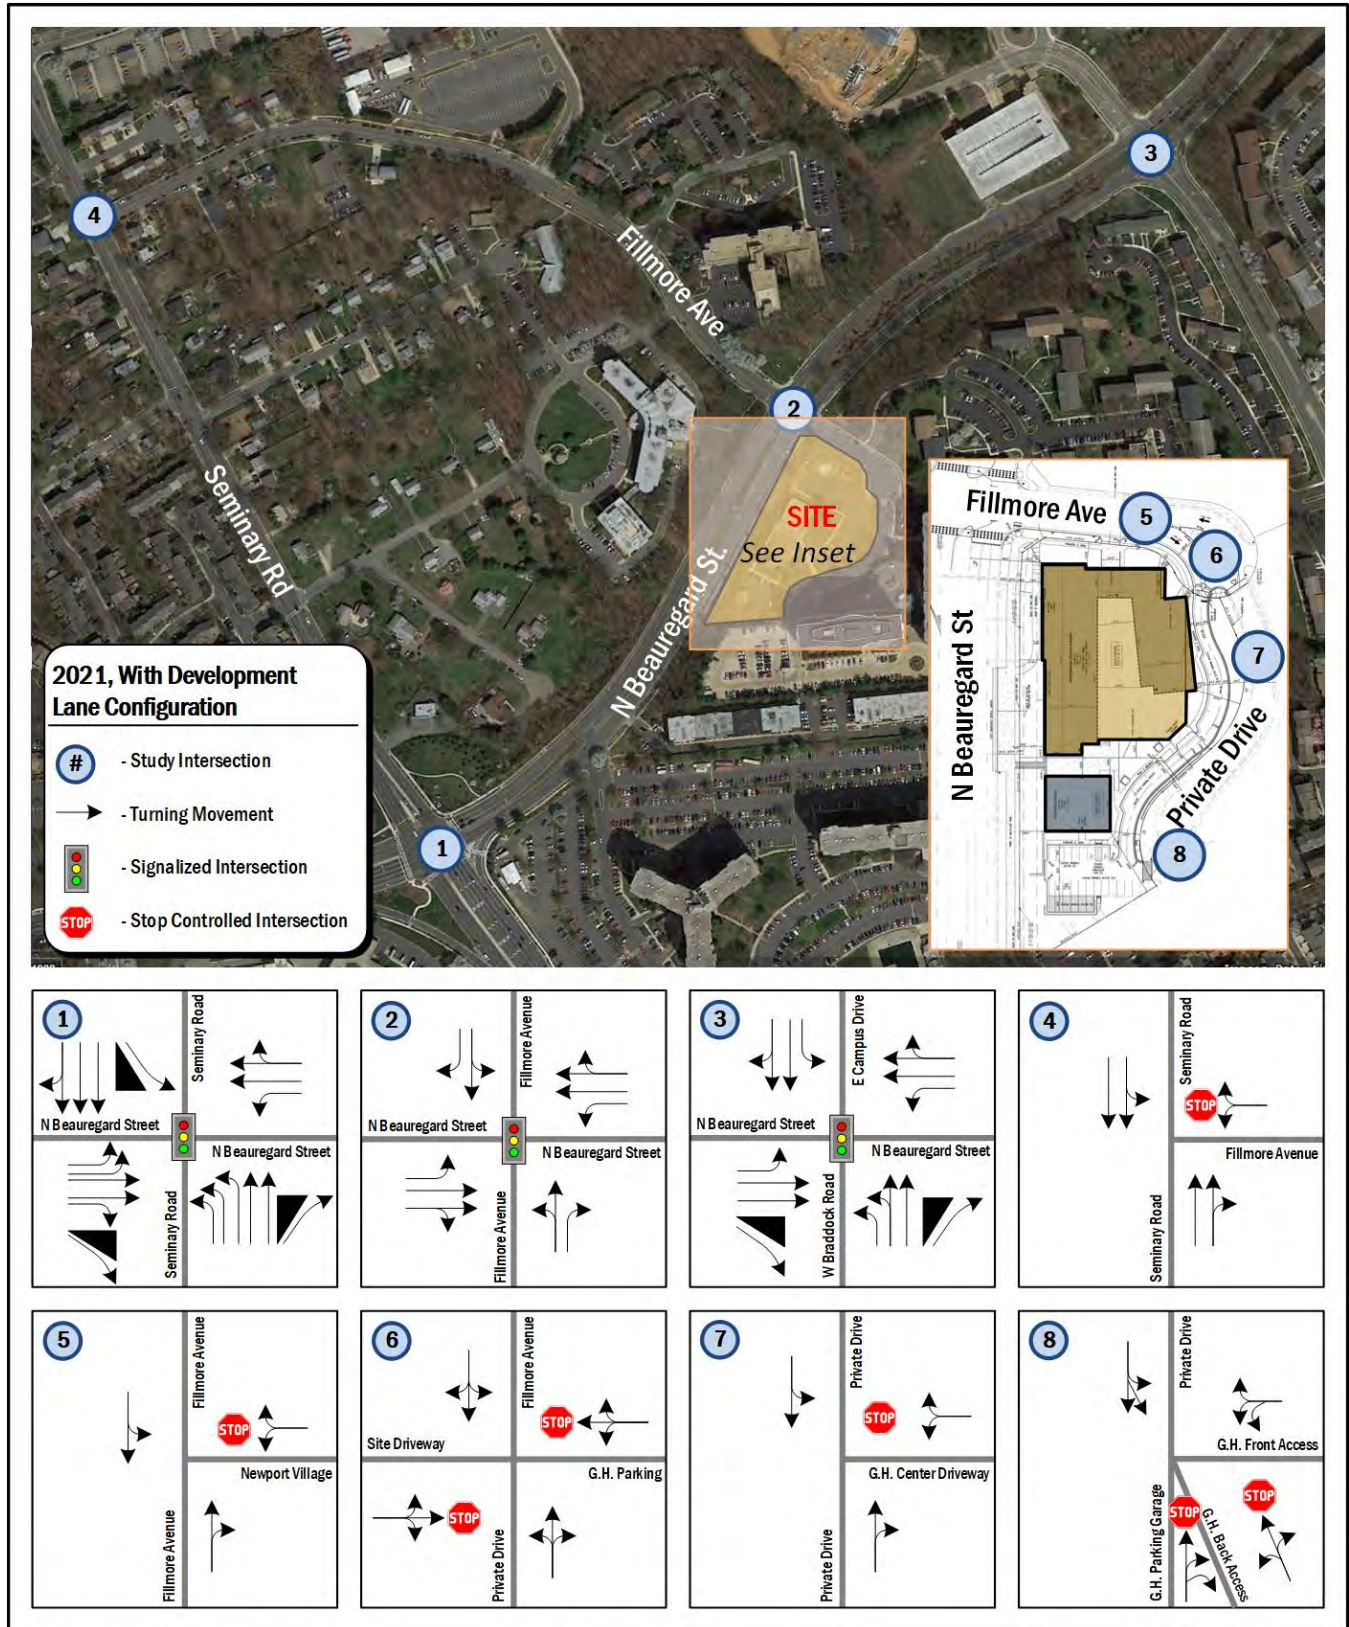 3
4
Fillmore Ave
2
SITE
See Inset
Seminary Rd
N Beauregard St.
1
Fillmore Ave
5
6
N Beauregard St
7
Private Drive
8
2021, With Development
Lane Configuration
# - Study Intersection
- Turning Movement
- Signalized Intersection
STOP - Stop Controlled Intersection
1
Seminary Road
N Beauregard Street
N Beauregard Street
Seminary Road
2
Fillmore Avenue
N Beauregard Street
N Beauregard Street
Fillmore Avenue
3
E Campus Drive
N Beauregard Street
N Beauregard Street
W Braddock Road
4
Seminary Road
STOP
Fillmore Avenue
Seminary Road
5
Fillmore Avenue
STOP
Newport Village
Fillmore Avenue
6
Fillmore Avenue
STOP
Site Driveway
G.H. Parking
STOP
Private Drive
7
Private Drive
STOP
G.H. Center Driveway
Private Drive
8
Private Drive
G.H. Front Access
STOP
STOP
G.H. Parking Garage
G.H. Back Access